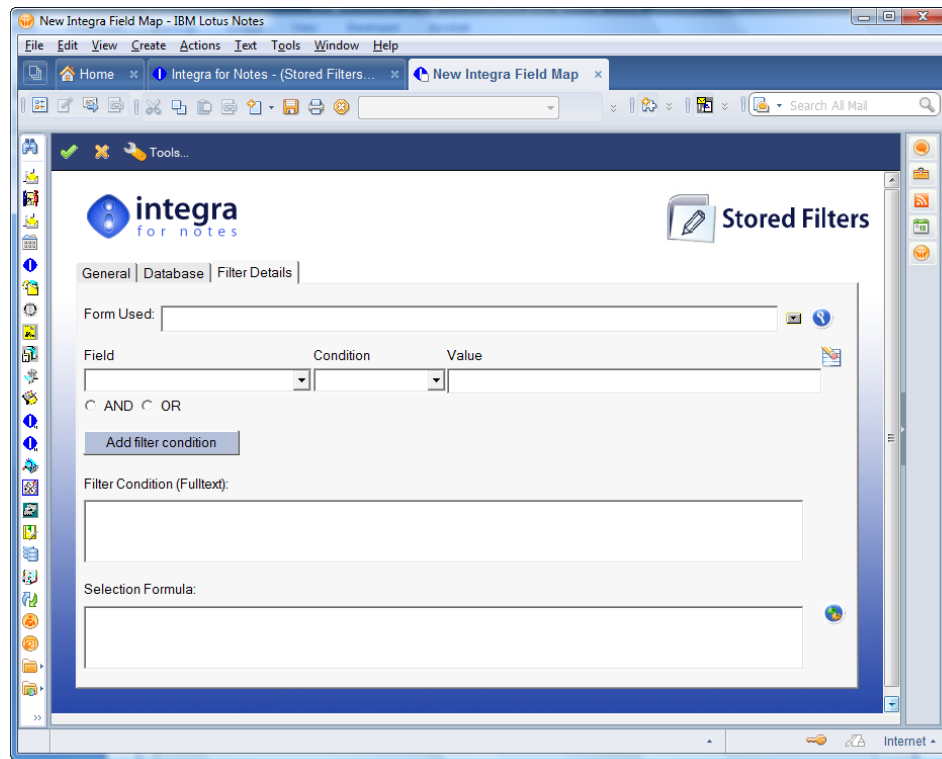 New Integra Field Map - IBM Lotus Notes
File Edit View Create Actions Text Tools Window Help
Home Integra for Notes - (Stored Filters... New Integra Field Map
Search All Mail
Tools...
integra
for notes
Stored Filters
General Database Filter Details
Form Used:
Field Condition Value
AND OR
Add filter condition
Filter Condition (Fulltext):
Selection Formula:
Internet